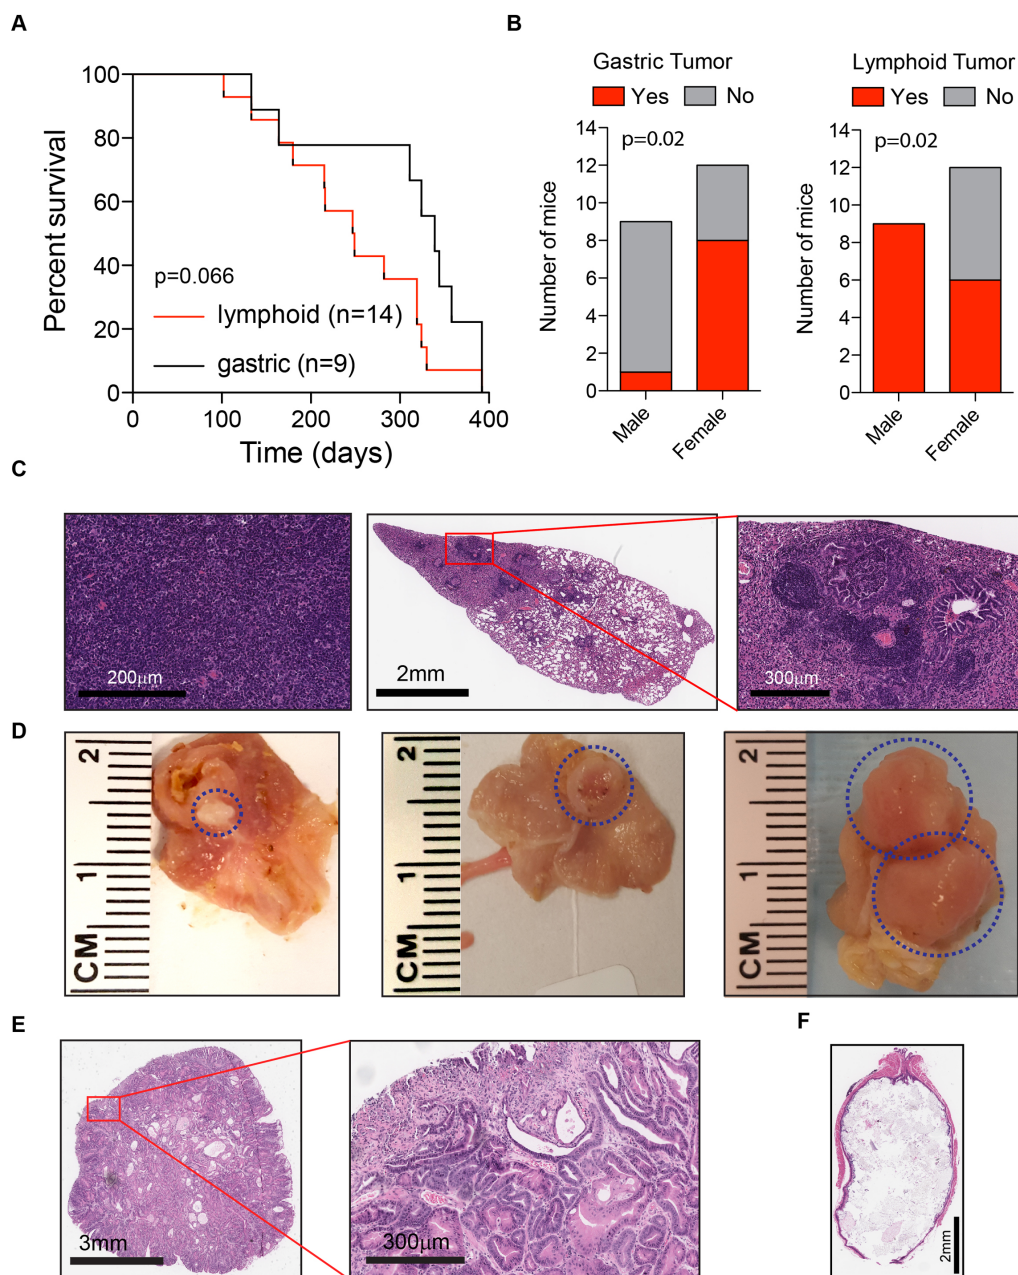 A
100
80
60
40
20
0
Percent survival
p=0.066
lymphoid (n=14)
gastric (n=9)
0 100 200 300 400
Time (days)
B
Gastric Tumor
Yes No
14
12
10
8
6
4
2
0
Number of mice
p=0.02
Male Female
Lymphoid Tumor
Yes No
14
12
10
8
6
4
2
0
Number of mice
p=0.02
Male Female
C
200μm
2mm
300μm
D
2
1
CM
2
1
CM
2
1
CM
E
3mm
300μm
F
2mm